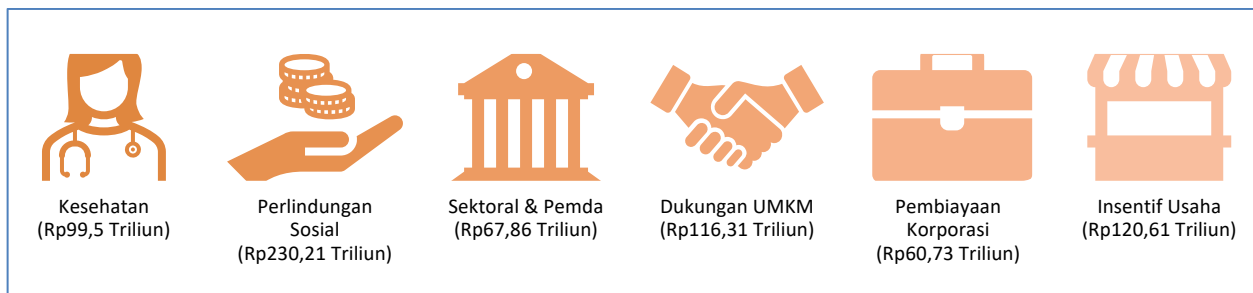 Kesehatan
(Rp99,5 Triliun)
Perlindungan
Sosial
(Rp230,21 Triliun)
Sektoral & Pemda
(Rp67,86 Triliun)
Dukungan UMKM
(Rp116,31 Triliun)
Pembiayaan
Korporasi
(Rp60,73 Triliun)
Insentif Usaha
(Rp120,61 Triliun)